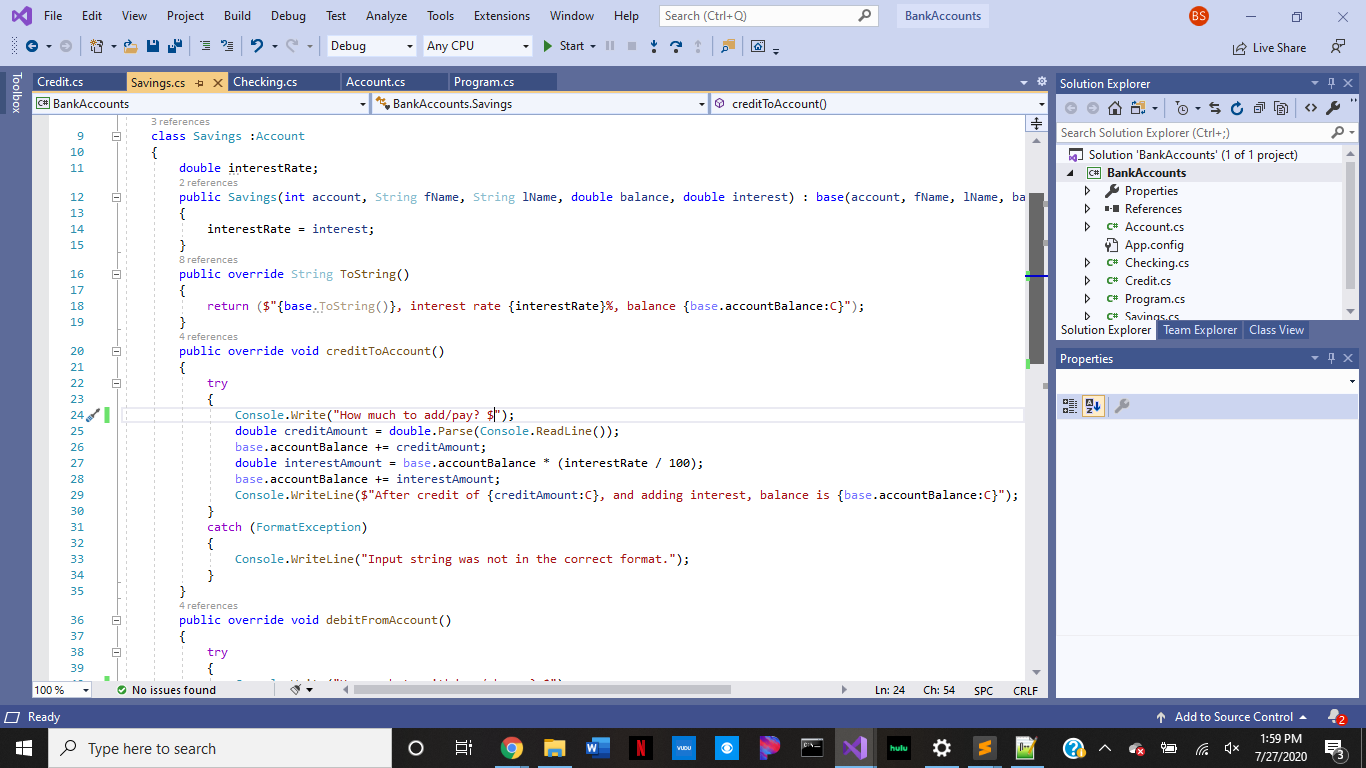 File Edit View Project Build Debug Test Analyze Tools Extensions Window Help Search (Ctrl+Q) BankAccounts BS
Debug Any CPU Start Live Share
Toolbox
Credit.cs Savings.cs Checking.cs Account.cs Program.cs
C# BankAccounts BankAccounts.Savings creditToAccount()
3 references
9 class Savings :Account
10 {
11 double interestRate;
2 references
12 public Savings(int account, String fName, String lName, double balance, double interest) : base(account, fName, lName, ba
13 {
14 interestRate = interest;
15 }
8 references
16 public override String ToString()
17 {
18 return ($"{base.ToString()}, interest rate {interestRate}%, balance {base.accountBalance:C}");
19 }
4 references
20 public override void creditToAccount()
21 {
22 try
23 {
24 Console.Write("How much to add/pay? $");
25 double creditAmount = double.Parse(Console.ReadLine());
26 base.accountBalance += creditAmount;
27 double interestAmount = base.accountBalance * (interestRate / 100);
28 base.accountBalance += interestAmount;
29 Console.WriteLine($"After credit of {creditAmount:C}, and adding interest, balance is {base.accountBalance:C}");
30 }
31 catch (FormatException)
32 {
33 Console.WriteLine("Input string was not in the correct format.");
34 }
35 }
4 references
36 public override void debitFromAccount()
37 {
38 try
39 {
100 % No issues found Ln: 24 Ch: 54 SPC CRLF
Solution Explorer
Search Solution Explorer (Ctrl+;)
Solution 'BankAccounts' (1 of 1 project)
C# BankAccounts
Properties
References
C# Account.cs
App.config
C# Checking.cs
C# Credit.cs
C# Program.cs
C# Savings.cs
Solution Explorer Team Explorer Class View
Properties
Ready Add to Source Control 2
Type here to search W N VUDU hulu 1:59 PM
7/27/2020 3